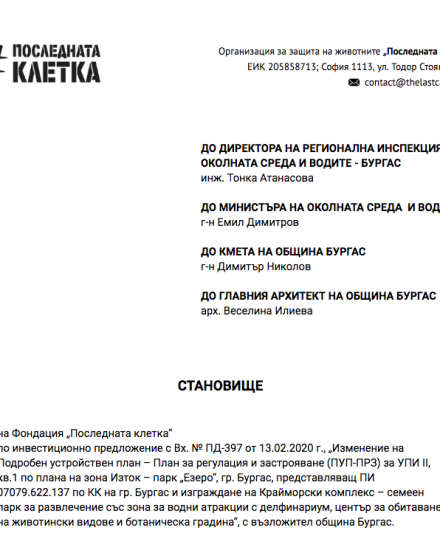 ПОСЛЕДНАТА
КЛЕТКА
Организация за защита на животните „Последната
ЕИК 205858713; София 1113, ул. Тодор Стоя
contact@thelastc
ДО ДИРЕКТОРА НА РЕГИОНАЛНА ИНСПЕКЦИЯ
ОКОЛНАТА СРЕДА И ВОДИТЕ - БУРГАС
инж. Тонка Атанасова
ДО МИНИСТЪРА НА ОКОЛНАТА СРЕДА И ВОД
г-н Емил Димитров
ДО КМЕТА НА ОБЩИНА БУРГАС
г-н Димитър Николов
ДО ГЛАВНИЯ АРХИТЕКТ НА ОБЩИНА БУРГАС
арх. Веселина Илиева
СТАНОВИЩЕ
на Фондация „Последната клетка”
по инвестиционно предложение с Вх. № ПД-397 от 13.02.2020 г., „Изменение на
Подробен устройствен план – План за регулация и застрояване (ПУП-ПРЗ) за УПИ II,
кв.1 по плана на зона Изток – парк „Езеро”, гр. Бургас, представляващ ПИ
07079.622.137 по КК на гр. Бургас и изграждане на Крайморски комплекс – семеен
парк за развлечение със зона за водни атракции с делфинариум, център за обитаване
на животински видове и ботаническа градина”, с възложител община Бургас.